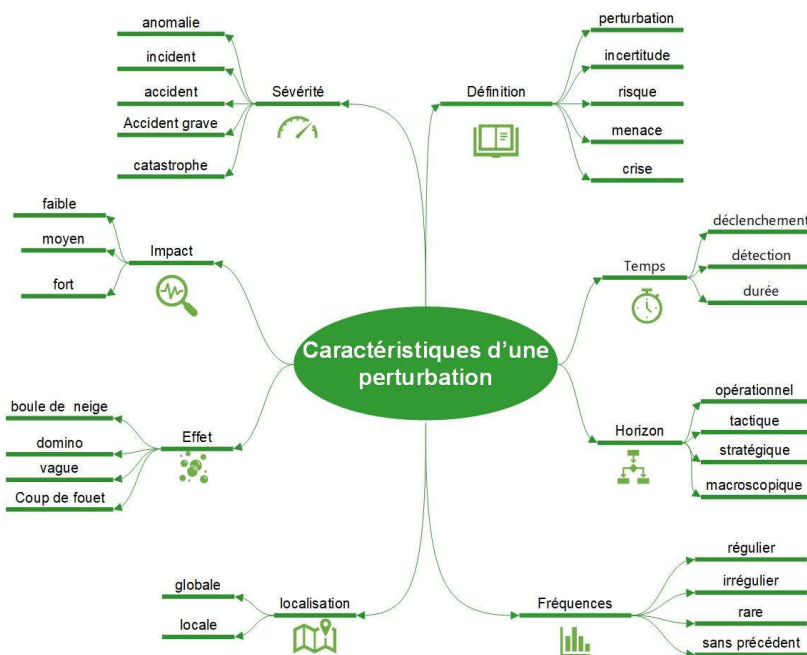 Caractéristiques d’une
perturbation
Sévérité
anomalie
incident
accident
Accident grave
catastrophe
Définition
perturbation
incertitude
risque
menace
crise
Impact
faible
moyen
fort
Temps
déclenchement
détection
durée
Effet
boule de neige
domino
vague
Coup de fouet
Horizon
opérationnel
tactique
stratégique
macroscopique
localisation
globale
locale
Fréquences
régulier
irrégulier
rare
sans précédent